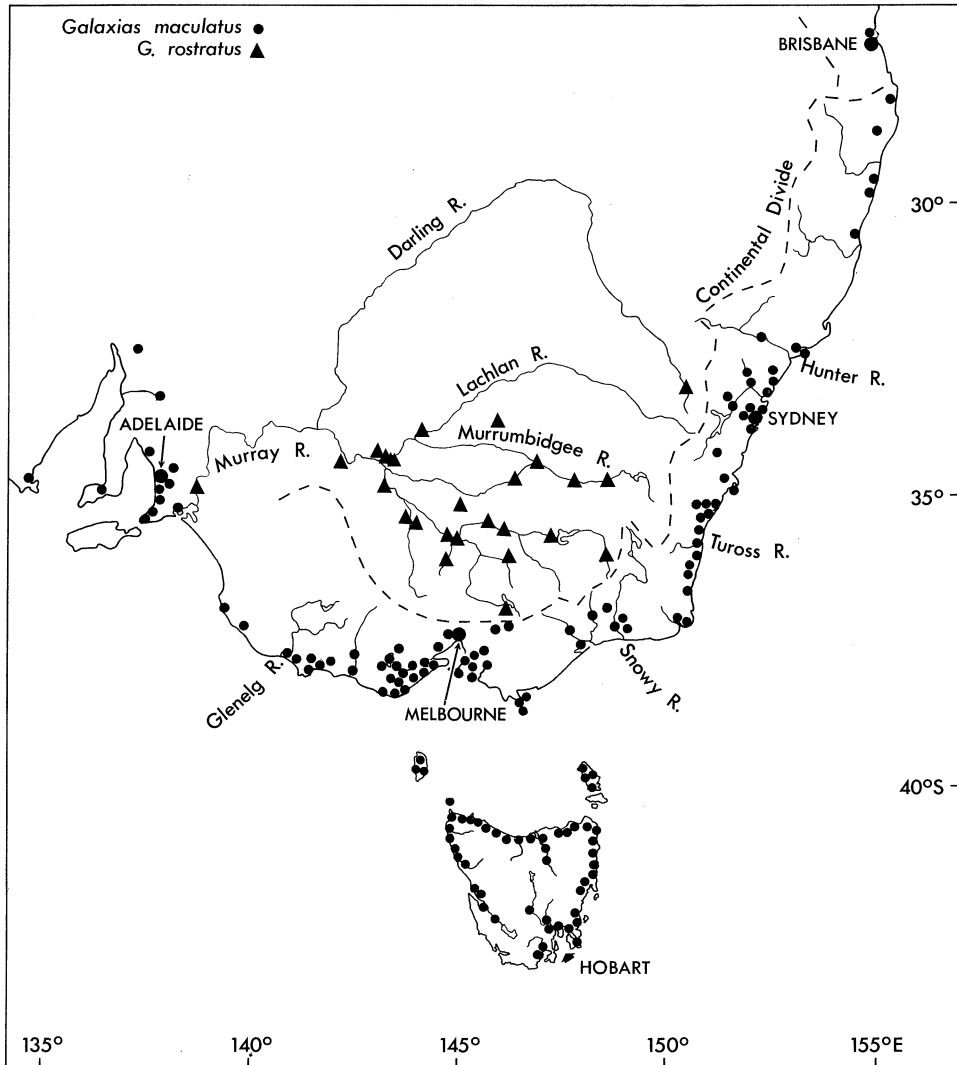 Galaxias maculatus
G. rostratus
BRISBANE
Continental Divide
30°
Darling R.
Lachlan R.
Hunter R.
ADELAIDE
SYDNEY
Murray R.
Murrumbidgee R.
35°
Tuross R.
Glenelg R.
Snowy R.
MELBOURNE
40°S
HOBART
135° 140° 145° 150° 155°E